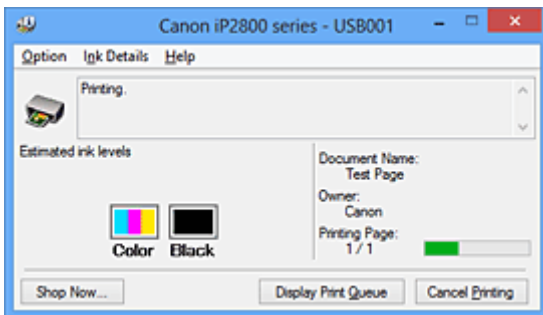 Canon iP2800 series - USB001
Option Ink Details Help
Printing.
Estimated ink levels
Color Black
Document Name:
Test Page
Owner:
Canon
Printing Page:
1 / 1
Shop Now... Display Print Queue Cancel Printing